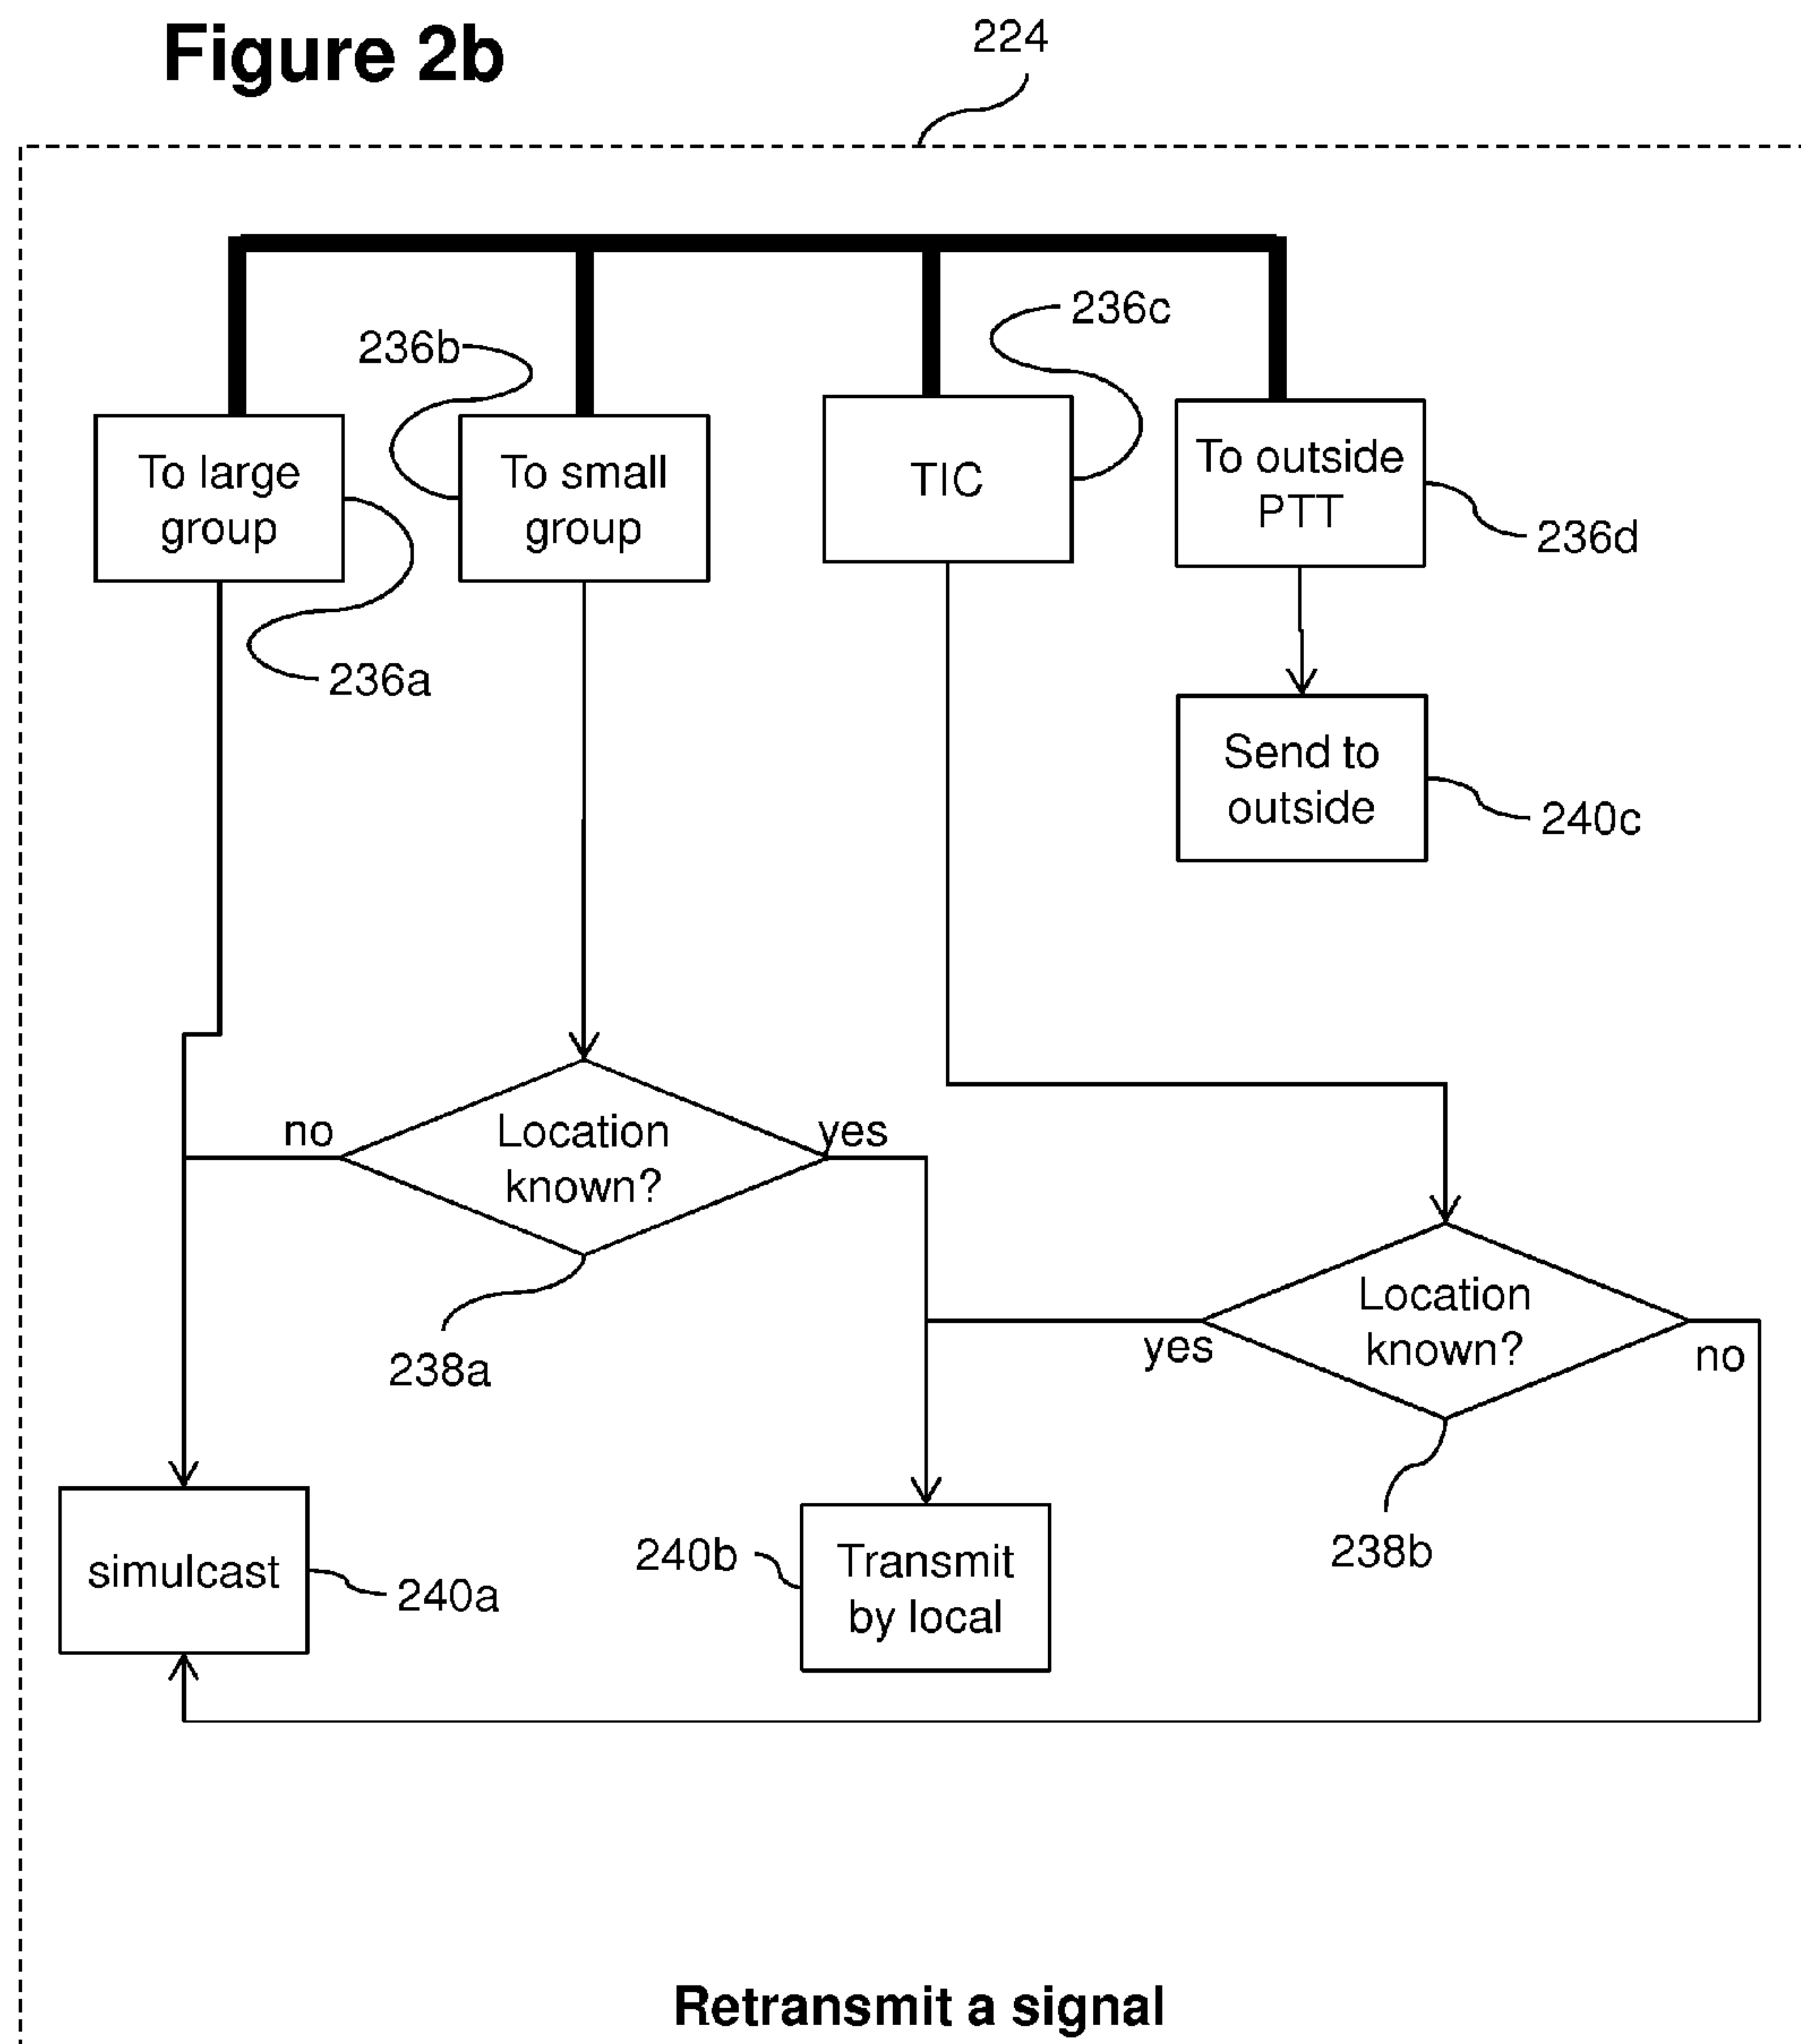 Figure 2b
224
236c
236b
To large
group
To small
group
TIC
To outside
PTT
236d
236a
Send to
outside
240c
no
Location
known?
yes
Location
known?
yes
no
238a
simulcast
240a
240b
Transmit
by local
238b
Retransmit a signal